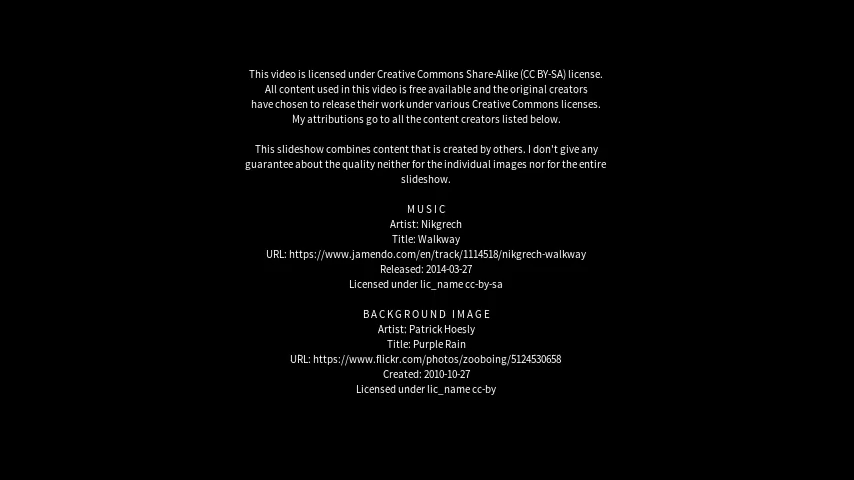 This video is licensed under Creative Commons Share-Alike (CC BY-SA) license.
All content used in this video is free available and the original creators
have chosen to release their work under various Creative Commons licenses.
My attributions go to all the content creators listed below.
This slideshow combines content that is created by others. I don't give any
guarantee about the quality neither for the individual images nor for the entire
slideshow.
MUSIC
Artist: Nikgrech
Title: Walkway
URL: https://www.jamendo.com/en/track/1114518/nikgrech-walkway
Released: 2014-03-27
Licensed under lic_name cc-by-sa
BACKGROUND IMAGE
Artist: Patrick Hoesly
Title: Purple Rain
URL: https://www.flickr.com/photos/zooboing/5124530658
Created: 2010-10-27
Licensed under lic_name cc-by